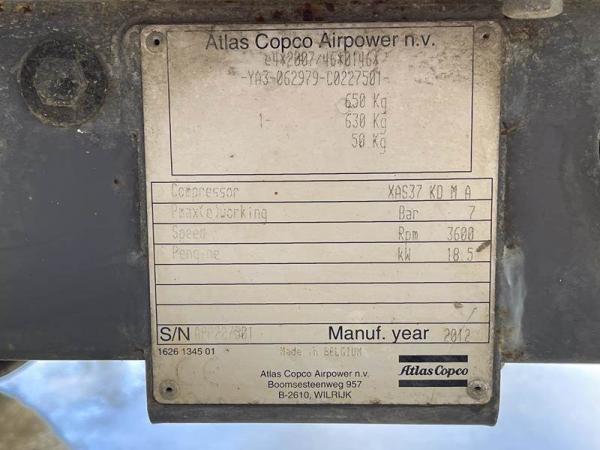 Atlas Copco Airpower n.v.
e4*2007/46*0146*
-YA3-062979-C0227501-
650 Kg
1- 630 Kg
50 Kg
Compressor XAS37 KD M A
Pmax(e)working Bar 7
Speed Rpm 3600
Pengine kW 18.5
/
S/N Manuf. year 2012
1626 1345 01 Made in BELGIUM
Atlas Copco Airpower n.v.
Boomsesteenweg 957
B-2610, WILRIJK
Atlas Copco